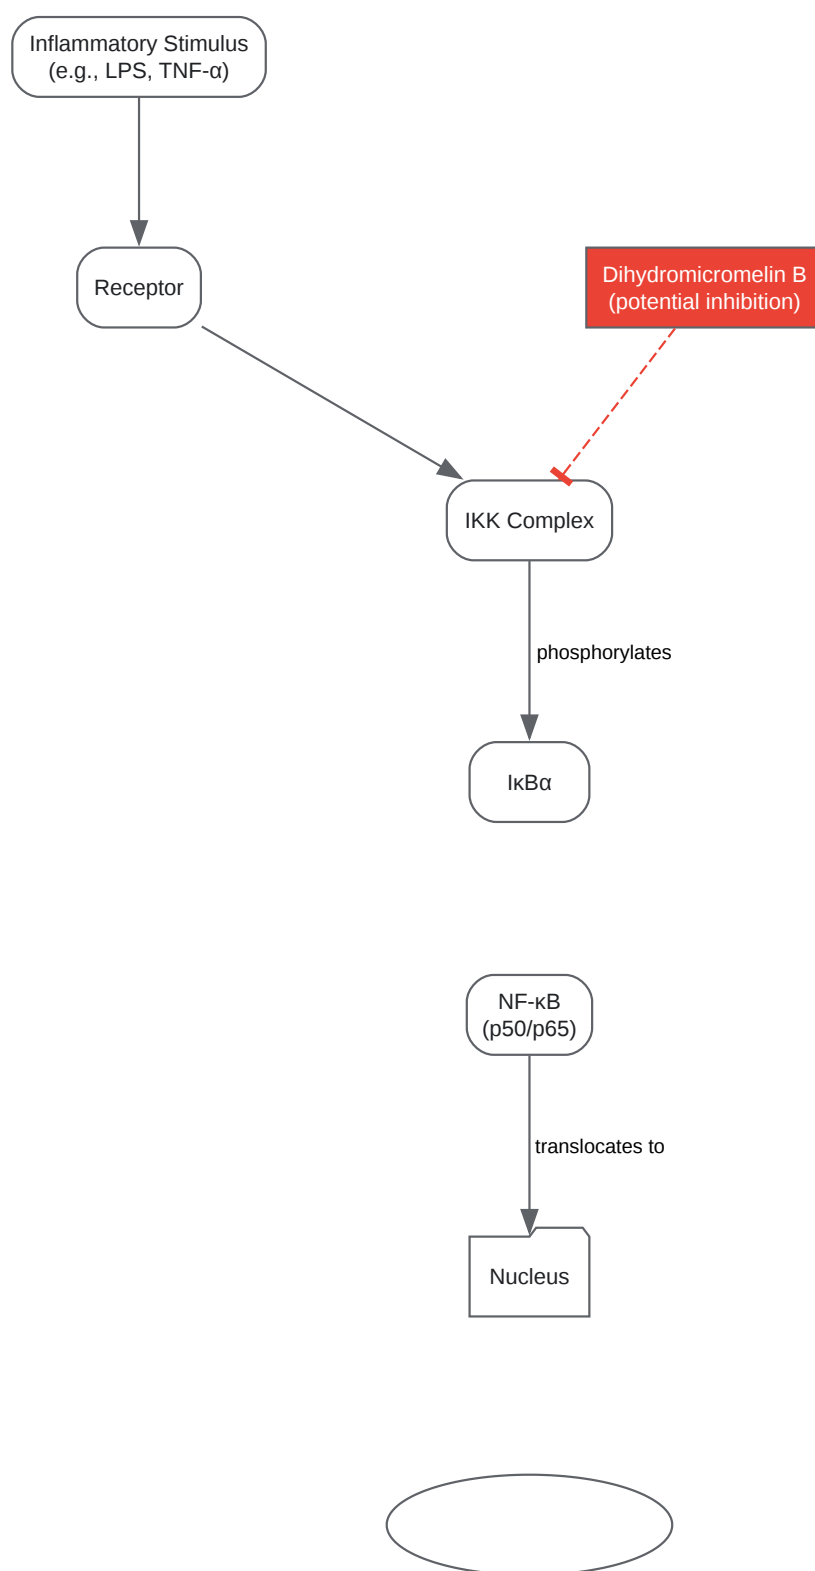 Inflammatory Stimulus
(e.g., LPS, TNF-α)
Receptor
Dihydromicromelin B
(potential inhibition)
IKK Complex
phosphorylates
IκBα
NF-κB
(p50/p65)
translocates to
Nucleus